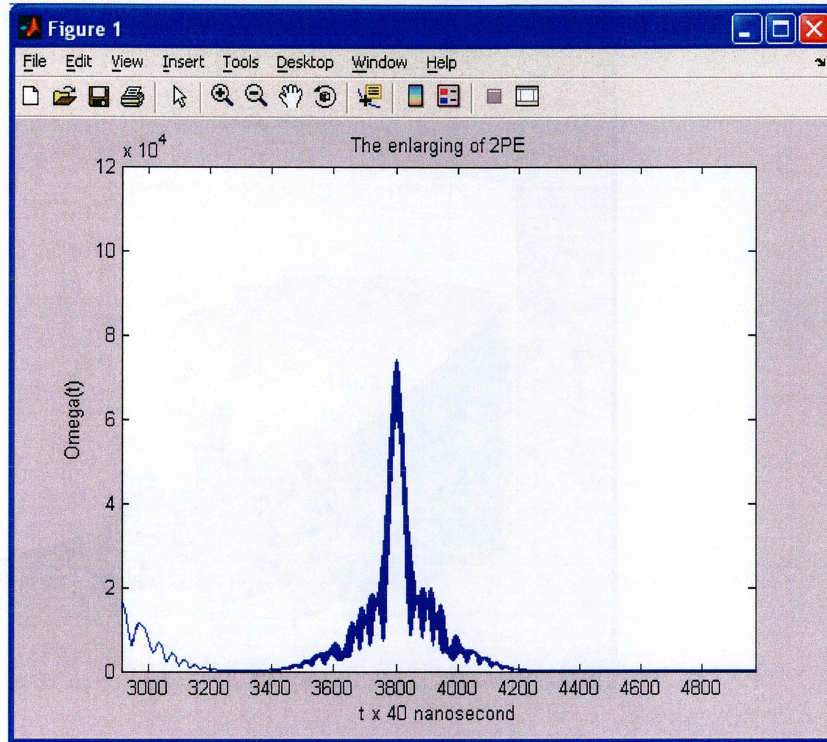 Figure 1
File Edit View Insert Tools Desktop Window Help
x 10^4
The enlarging of 2PE
12
10
8
6
4
2
0
Omega(t)
3000 3200 3400 3600 3800 4000 4200 4400 4600 4800
t x 40 nanosecond